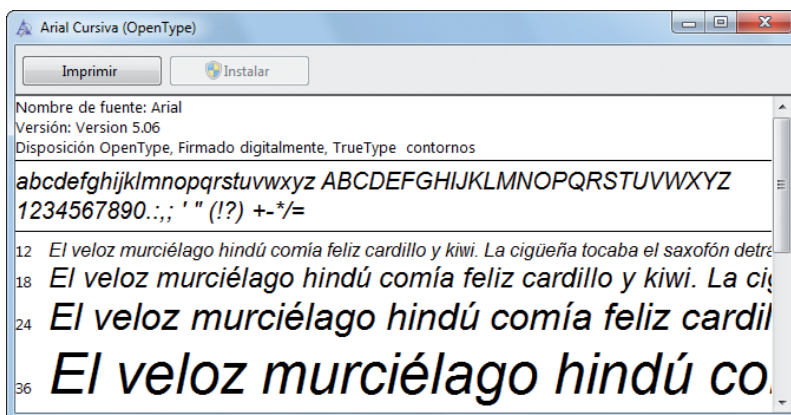 Arial Cursiva (OpenType)
Imprimir Instalar
Nombre de fuente: Arial
Versión: Version 5.06
Disposición OpenType, Firmado digitalmente, TrueType contornos
abcdefghijklmnopqrstuvwxyz ABCDEFGHIJKLMNOPQRSTUVWXYZ
1234567890.:,; ' " (!?) +-*/=
12 El veloz murciélago hindú comía feliz cardillo y kiwi. La cigüeña tocaba el saxofón detrá
18 El veloz murciélago hindú comía feliz cardillo y kiwi. La cig
24 El veloz murciélago hindú comía feliz cardil
36 El veloz murciélago hindú co